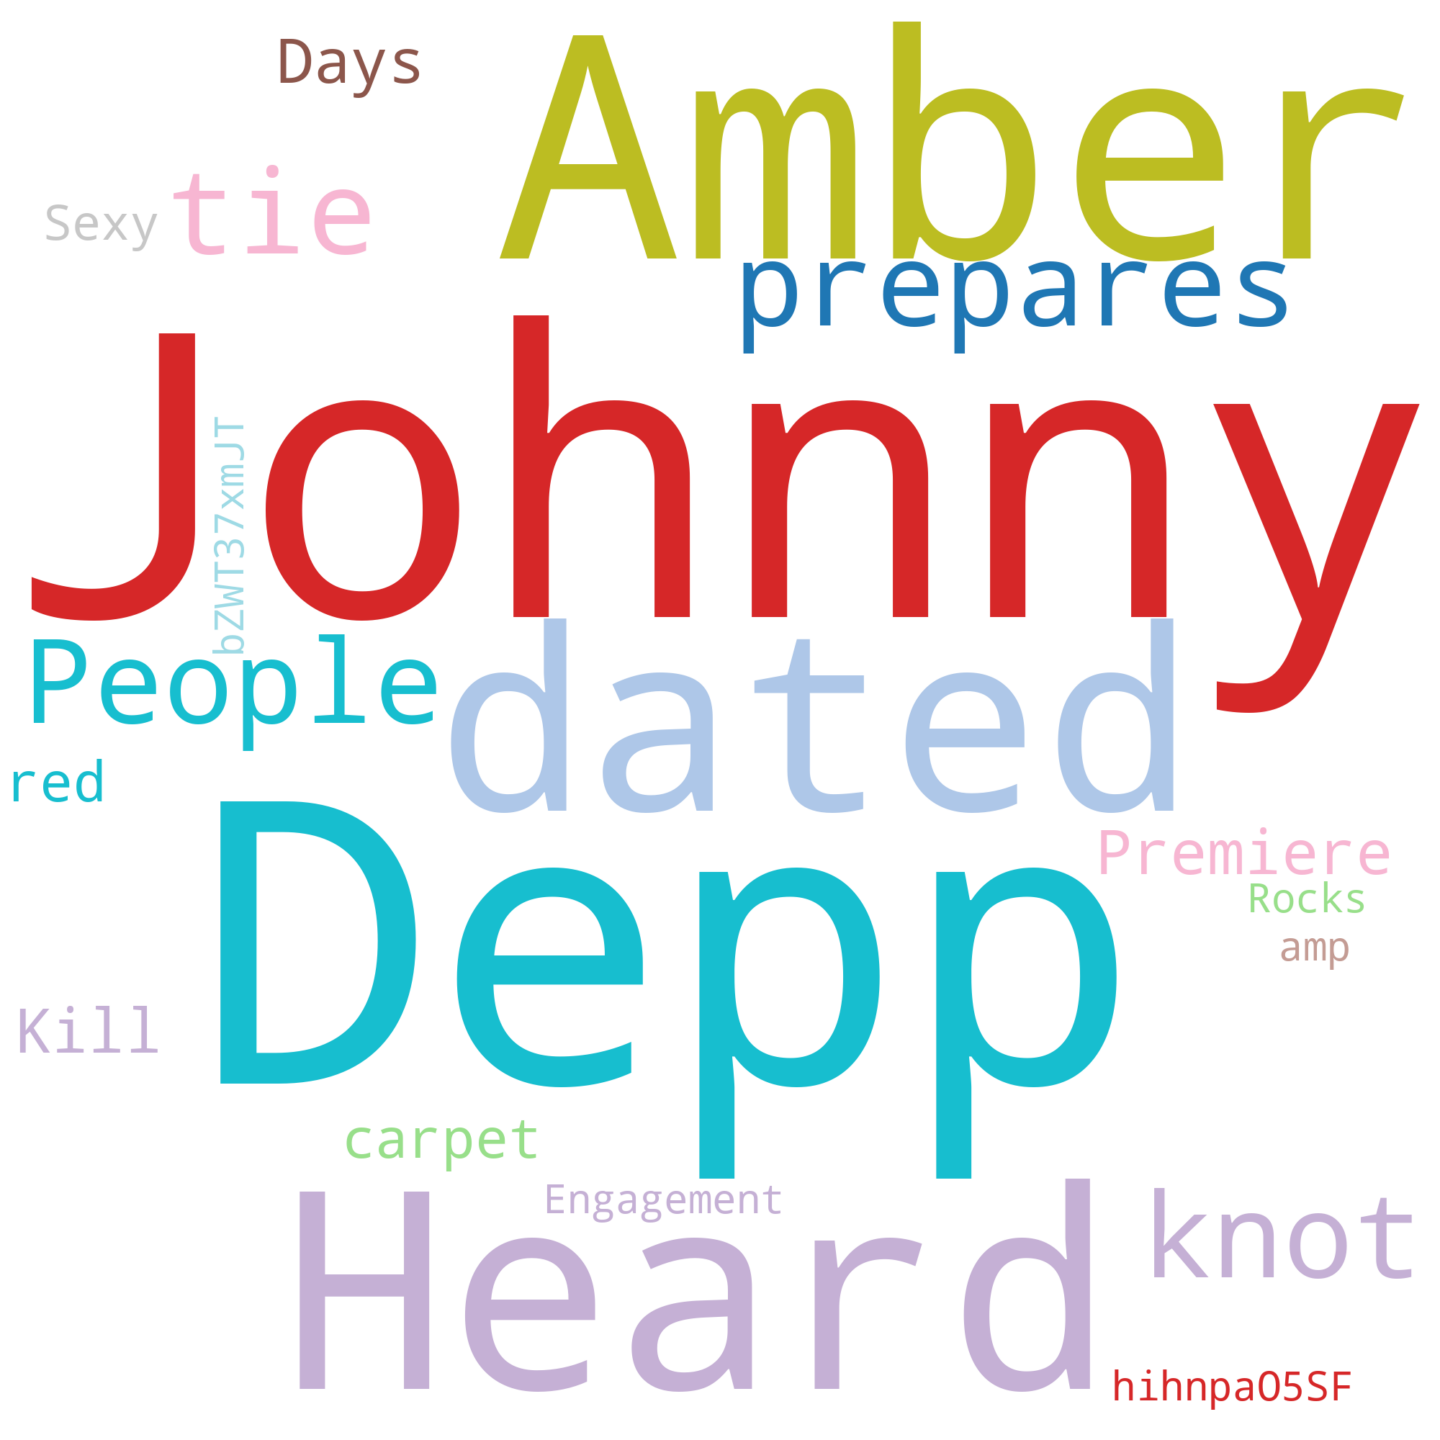 Days
Amber
Sexy
tie
prepares
Johnny
bZWT37xmJT
People
dated
red
Depp
Premiere
Rocks
amp
Kill
carpet
Engagement
Heard
knot
hihnpaO5SF